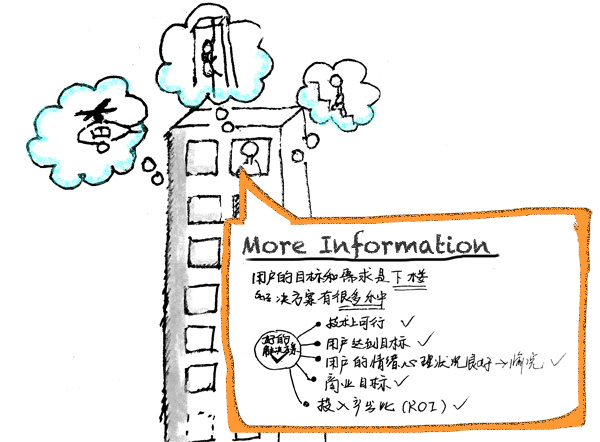 More Information
用户的目标和需求是下楼
解决方案有很多种
好的
解决方案
技术上可行 ✓
用户达到目标 ✓
用户的情绪心理状况良好→愉悦 ✓
商业目标 ✓
投入产出比(ROI) ✓